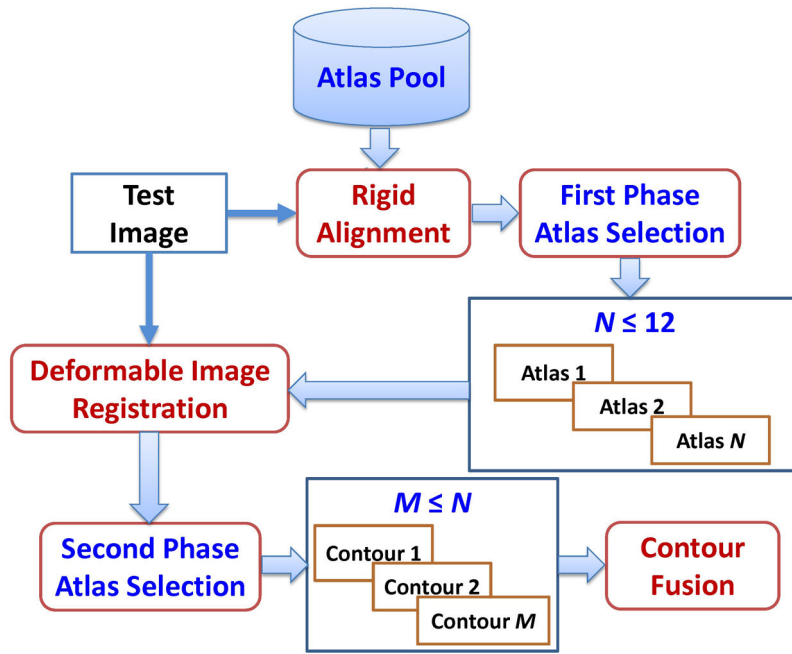 Atlas Pool
Test
Image
Rigid
Alignment
First Phase
Atlas Selection
N ≤ 12
Atlas 1
Atlas 2
Atlas N
Deformable Image
Registration
Second Phase
Atlas Selection
M ≤ N
Contour 1
Contour 2
Contour M
Contour
Fusion